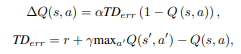 ΔQ(s, a) = αTD_err (1 − Q (s, a)) ,
TD_err = r + γmax_a′Q(s′, a′) − Q(s, a),